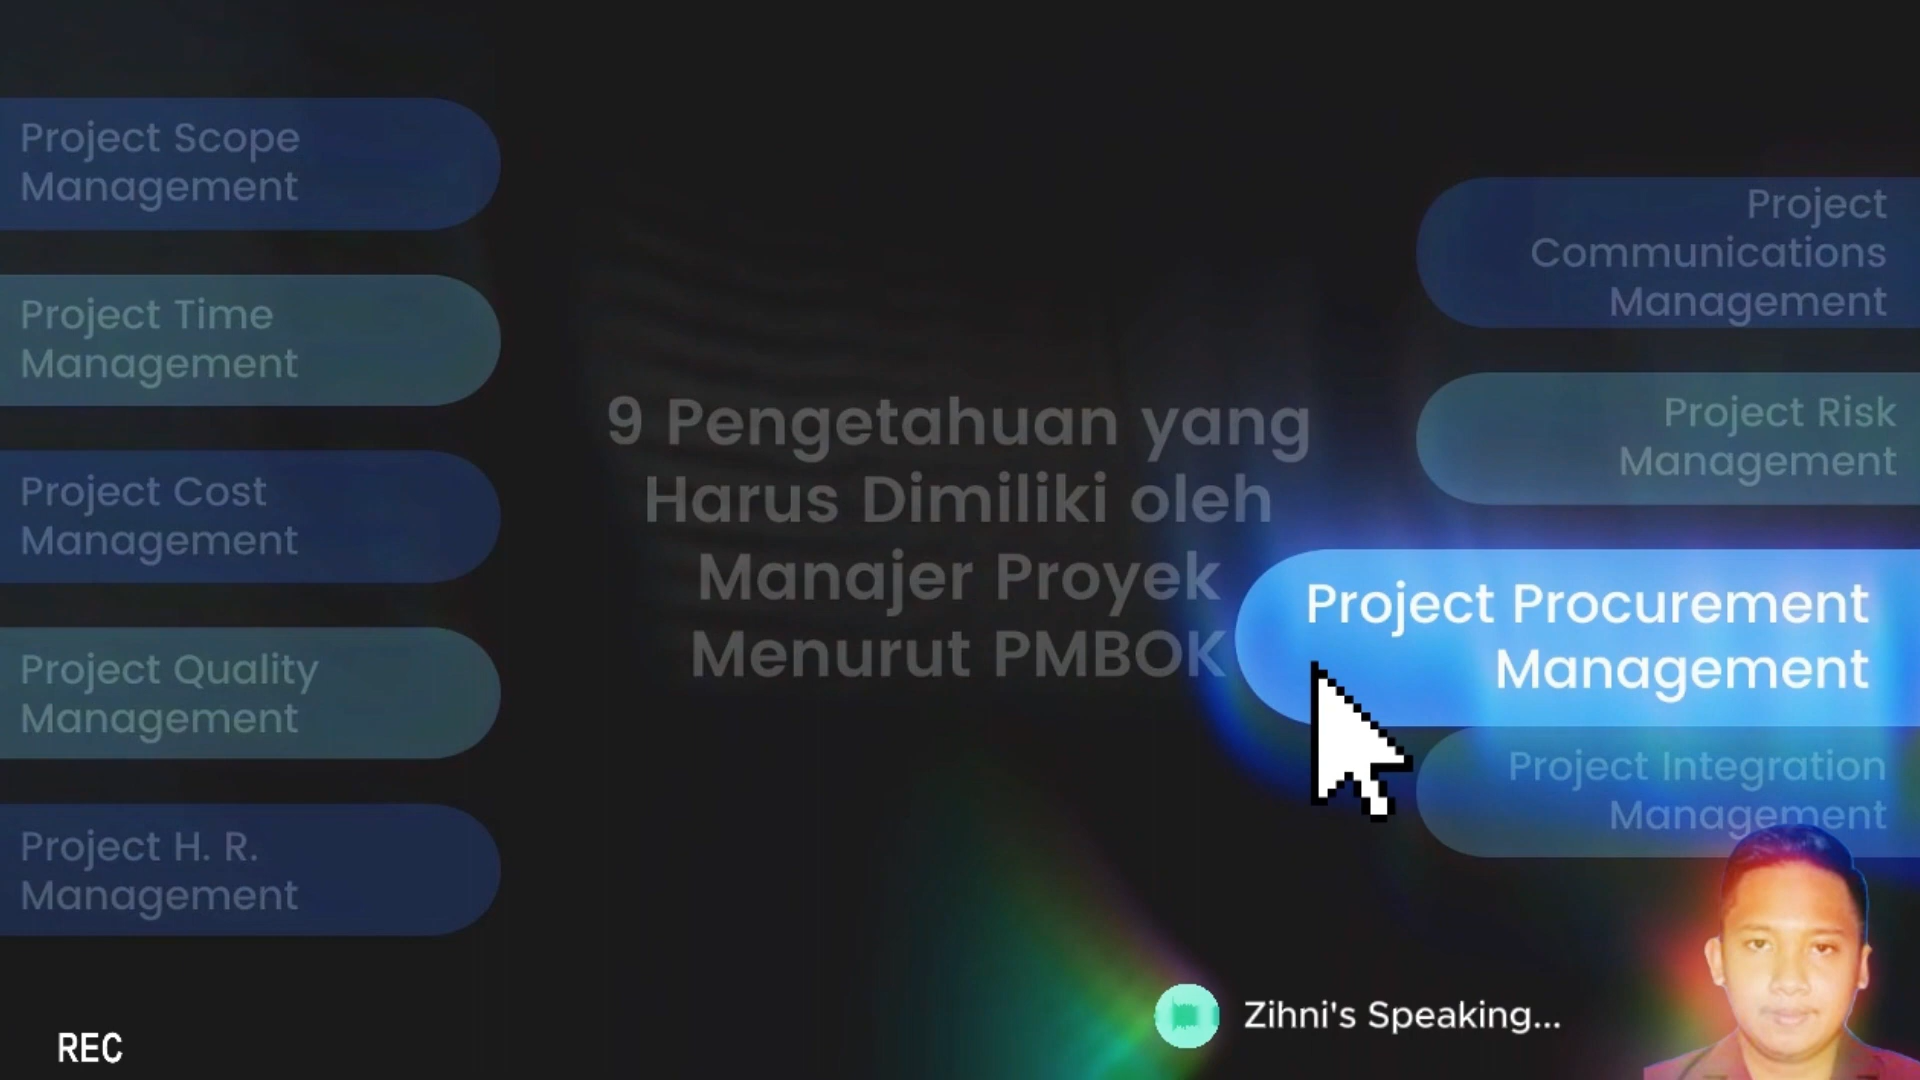 Project Scope
Management
Project Time
Management
Project Cost
Management
Project Quality
Management
Project H. R.
Management
9 Pengetahuan yang
Harus Dimiliki oleh
Manajer Proyek
Menurut PMBOK
Project
Communications
Management
Project Risk
Management
Project Procurement
Management
Project Integration
Management
Zihni's Speaking...
REC